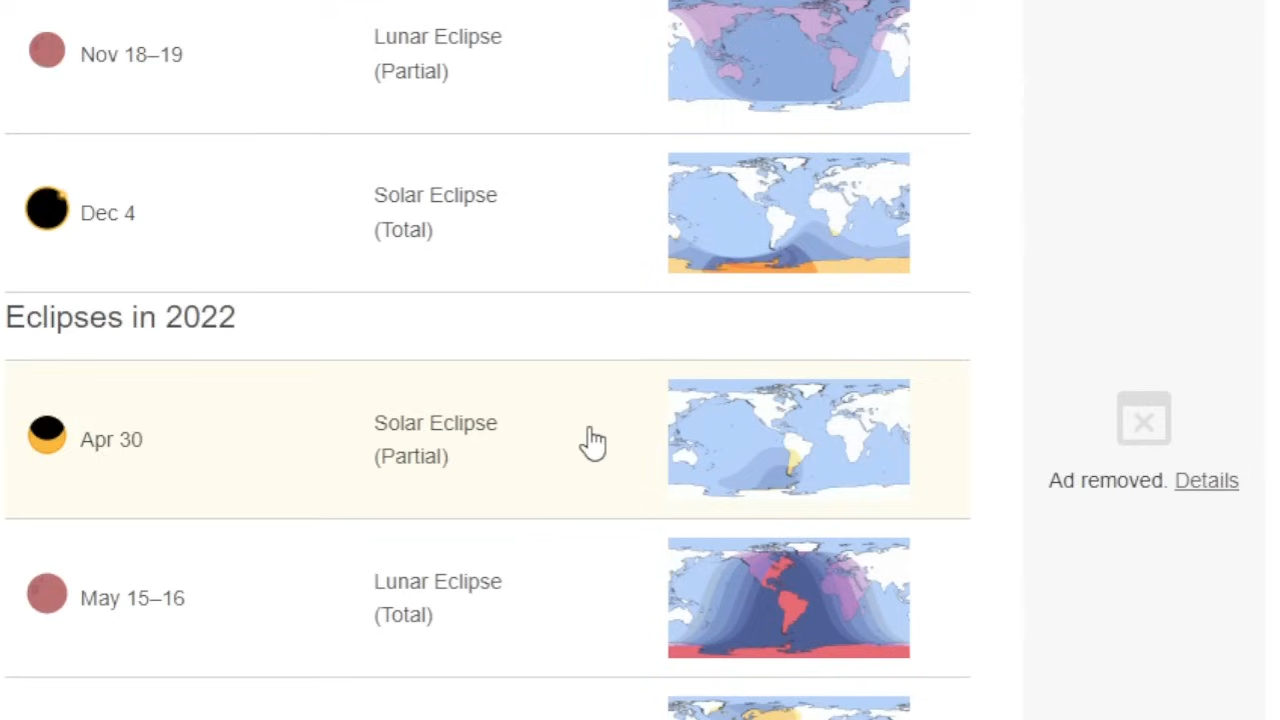 Nov 18–19
Lunar Eclipse
(Partial)
Dec 4
Solar Eclipse
(Total)
Eclipses in 2022
Apr 30
Solar Eclipse
(Partial)
Ad removed. Details
May 15–16
Lunar Eclipse
(Total)